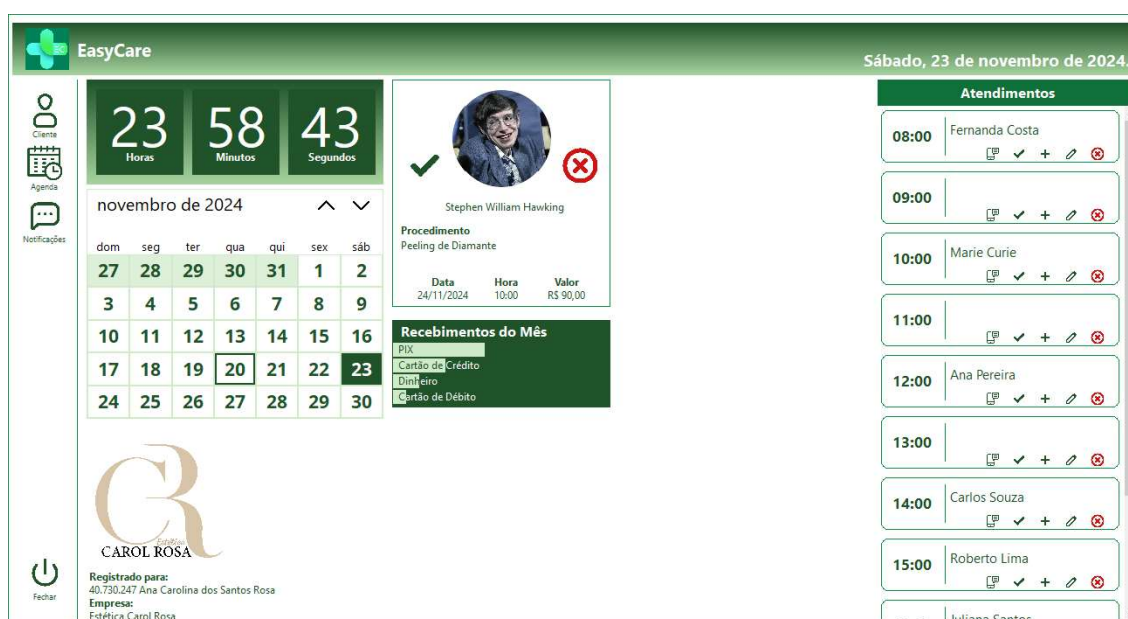 EasyCare
Sábado, 23 de novembro de 2024.
Cliente
Agenda
Notificações
Fechar
23 58 43
Horas Minutos Segundos
novembro de 2024
dom seg ter qua qui sex sáb
27 28 29 30 31 1 2
3 4 5 6 7 8 9
10 11 12 13 14 15 16
17 18 19 20 21 22 23
24 25 26 27 28 29 30
Estética
CAROL ROSA
Registrado para:
40.730.247 Ana Carolina dos Santos Rosa
Empresa:
Estética Carol Rosa
Stephen William Hawking
Procedimento
Peeling de Diamante
Data Hora Valor
24/11/2024 10:00 R$ 90,00
Recebimentos do Mês
PIX
Cartão de Crédito
Dinheiro
Cartão de Débito
Atendimentos
08:00 Fernanda Costa
09:00
10:00 Marie Curie
11:00
12:00 Ana Pereira
13:00
14:00 Carlos Souza
15:00 Roberto Lima
Juliana Santos